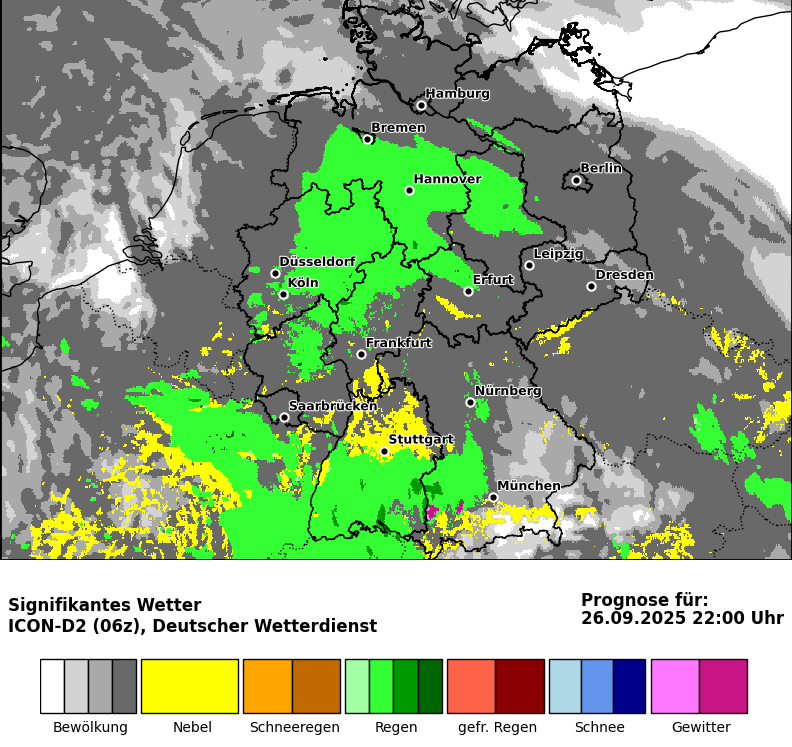 Hamburg
Bremen
Berlin
Hannover
Leipzig
Düsseldorf
Dresden
Köln
Erfurt
Frankfurt
Nürnberg
Saarbrücken
Stuttgart
München
Signifikantes Wetter
ICON-D2 (06z), Deutscher Wetterdienst
Prognose für:
26.09.2025 22:00 Uhr
Bewölkung Nebel Schneeregen Regen gefr. Regen Schnee Gewitter